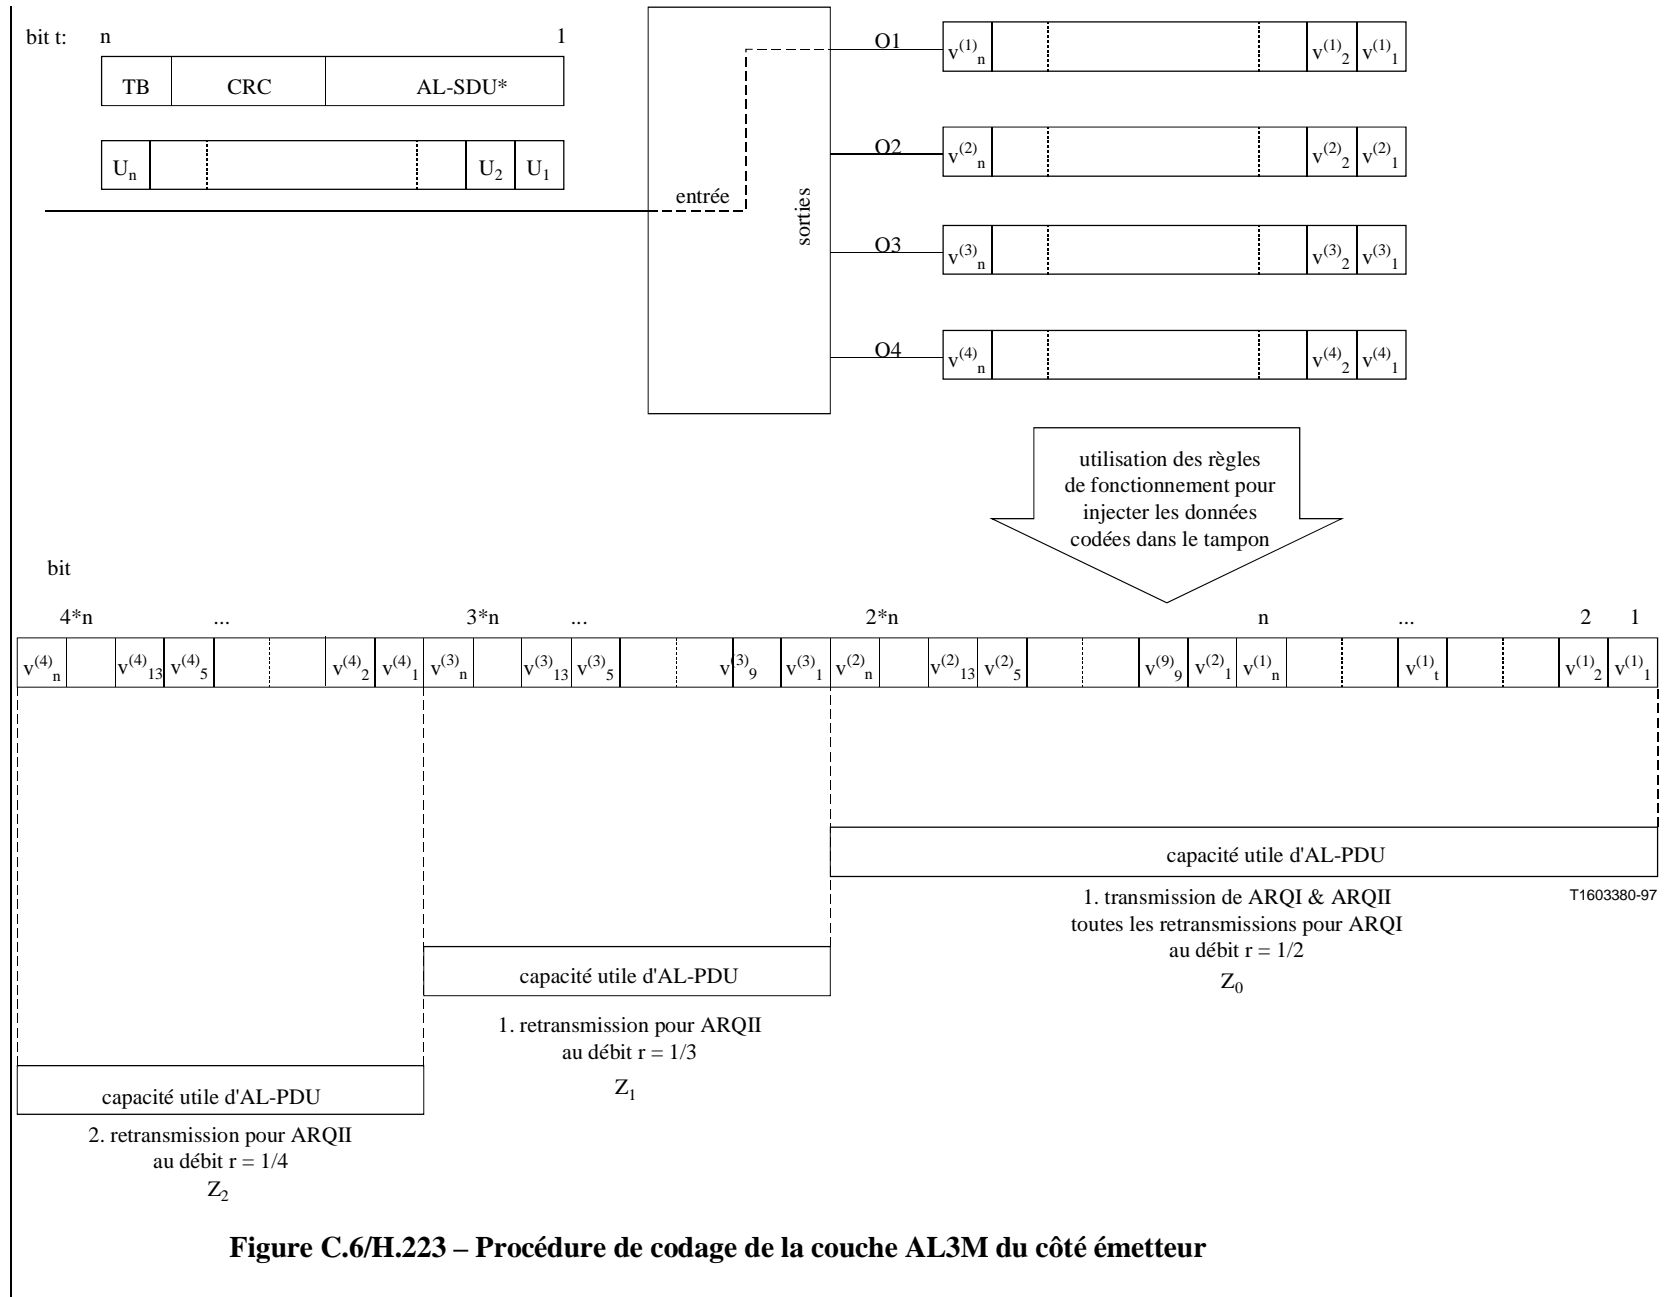 bit t: n 1
TB CRC AL-SDU*
Uₙ U₂ U₁
entrée
sorties
O1 v⁽¹⁾ₙ v⁽¹⁾₂ v⁽¹⁾₁
O2 v⁽²⁾ₙ v⁽²⁾₂ v⁽²⁾₁
O3 v⁽³⁾ₙ v⁽³⁾₂ v⁽³⁾₁
O4 v⁽⁴⁾ₙ v⁽⁴⁾₂ v⁽⁴⁾₁
utilisation des règles
de fonctionnement pour
injecter les données
codées dans le tampon
bit
4*n ... 3*n ... 2*n n ... 2 1
v⁽⁴⁾ₙ v⁽⁴⁾₁₃ v⁽⁴⁾₅ v⁽⁴⁾₂ v⁽⁴⁾₁ v⁽³⁾ₙ v⁽³⁾₁₃ v⁽³⁾₅ v⁽³⁾₉ v⁽³⁾₁ v⁽²⁾ₙ v⁽²⁾₁₃ v⁽²⁾₅ v⁽⁹⁾₉ v⁽²⁾₁ v⁽¹⁾ₙ v⁽¹⁾ₜ v⁽¹⁾₂ v⁽¹⁾₁
capacité utile d'AL-PDU
1. transmission de ARQI & ARQII
toutes les retransmissions pour ARQI
au débit r = 1/2
Z₀
T1603380-97
capacité utile d'AL-PDU
1. retransmission pour ARQII
au débit r = 1/3
Z₁
capacité utile d'AL-PDU
2. retransmission pour ARQII
au débit r = 1/4
Z₂
Figure C.6/H.223 – Procédure de codage de la couche AL3M du côté émetteur